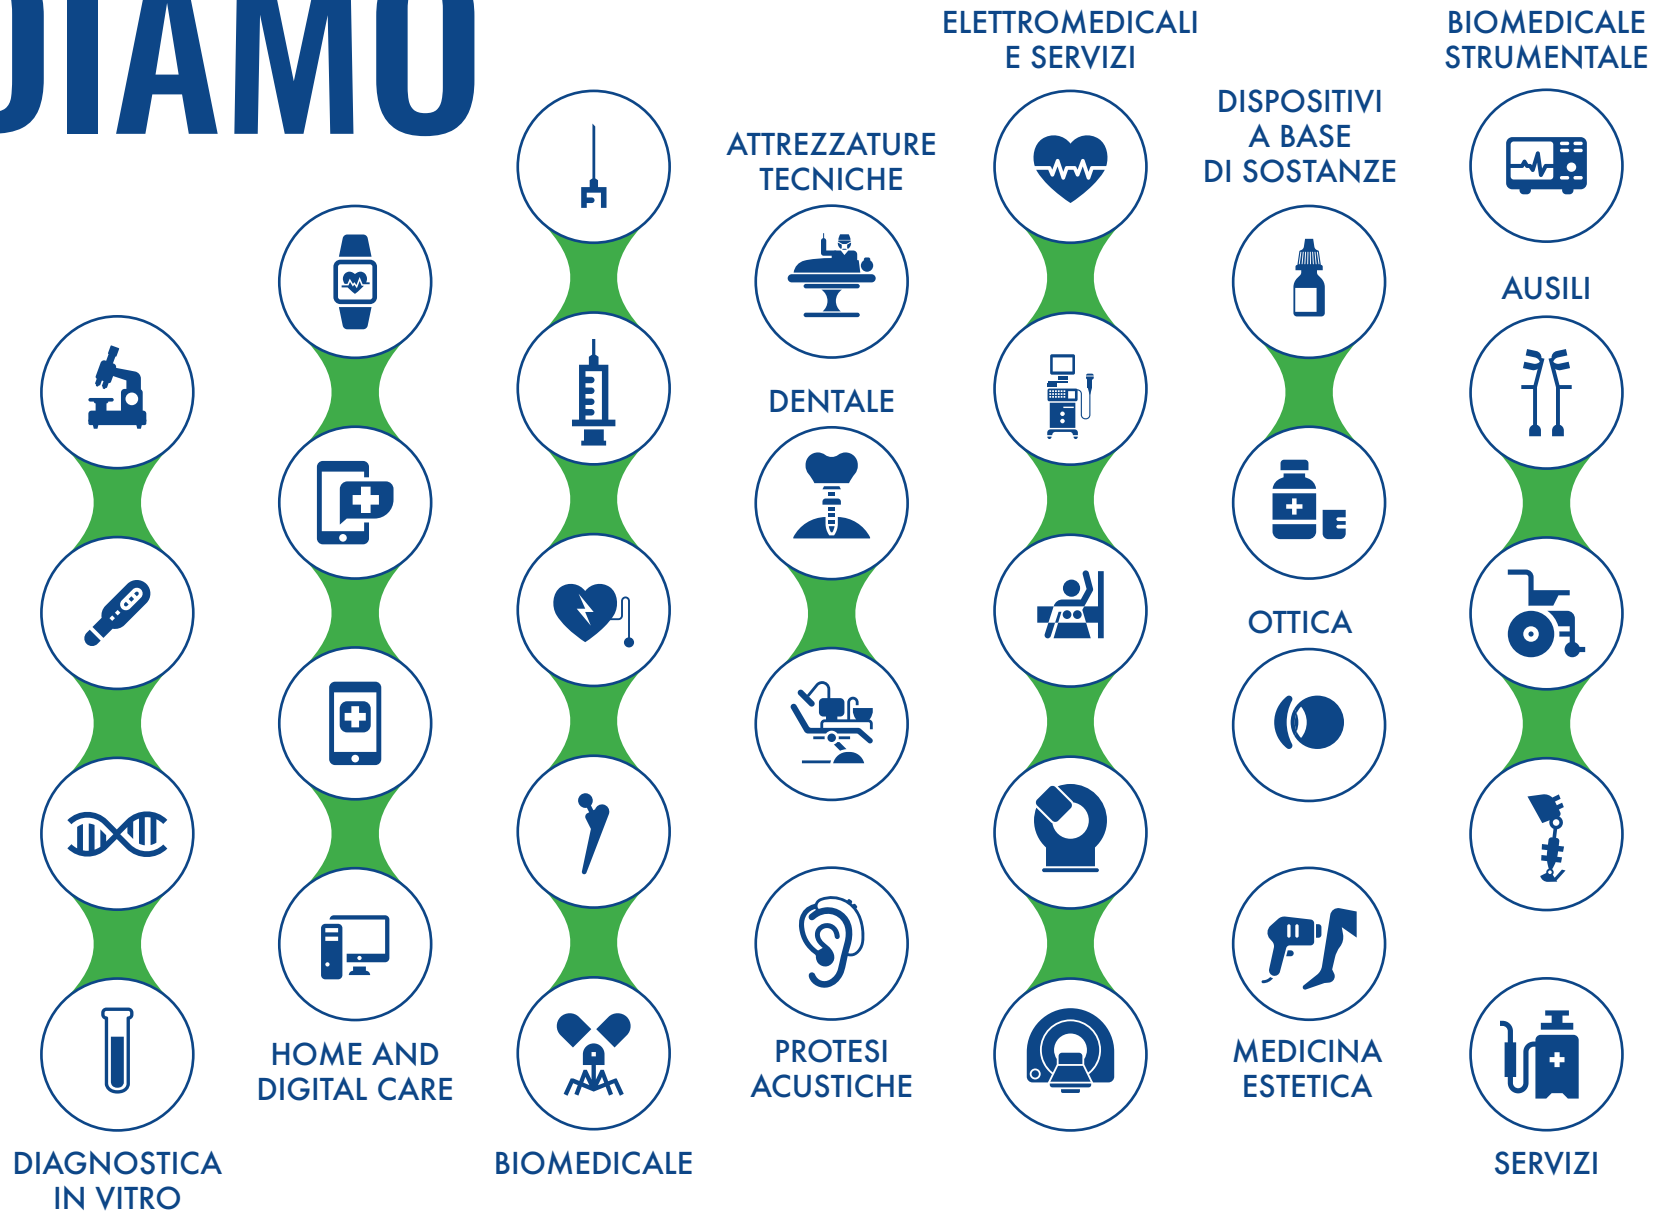 ELETTROMEDICALI
E SERVIZI
BIOMEDICALE
STRUMENTALE
DISPOSITIVI
A BASE
DI SOSTANZE
ATTREZZATURE
TECNICHE
AUSILI
DENTALE
OTTICA
HOME AND
DIGITAL CARE
PROTESI
ACUSTICHE
MEDICINA
ESTETICA
DIAGNOSTICA
IN VITRO
BIOMEDICALE
SERVIZI